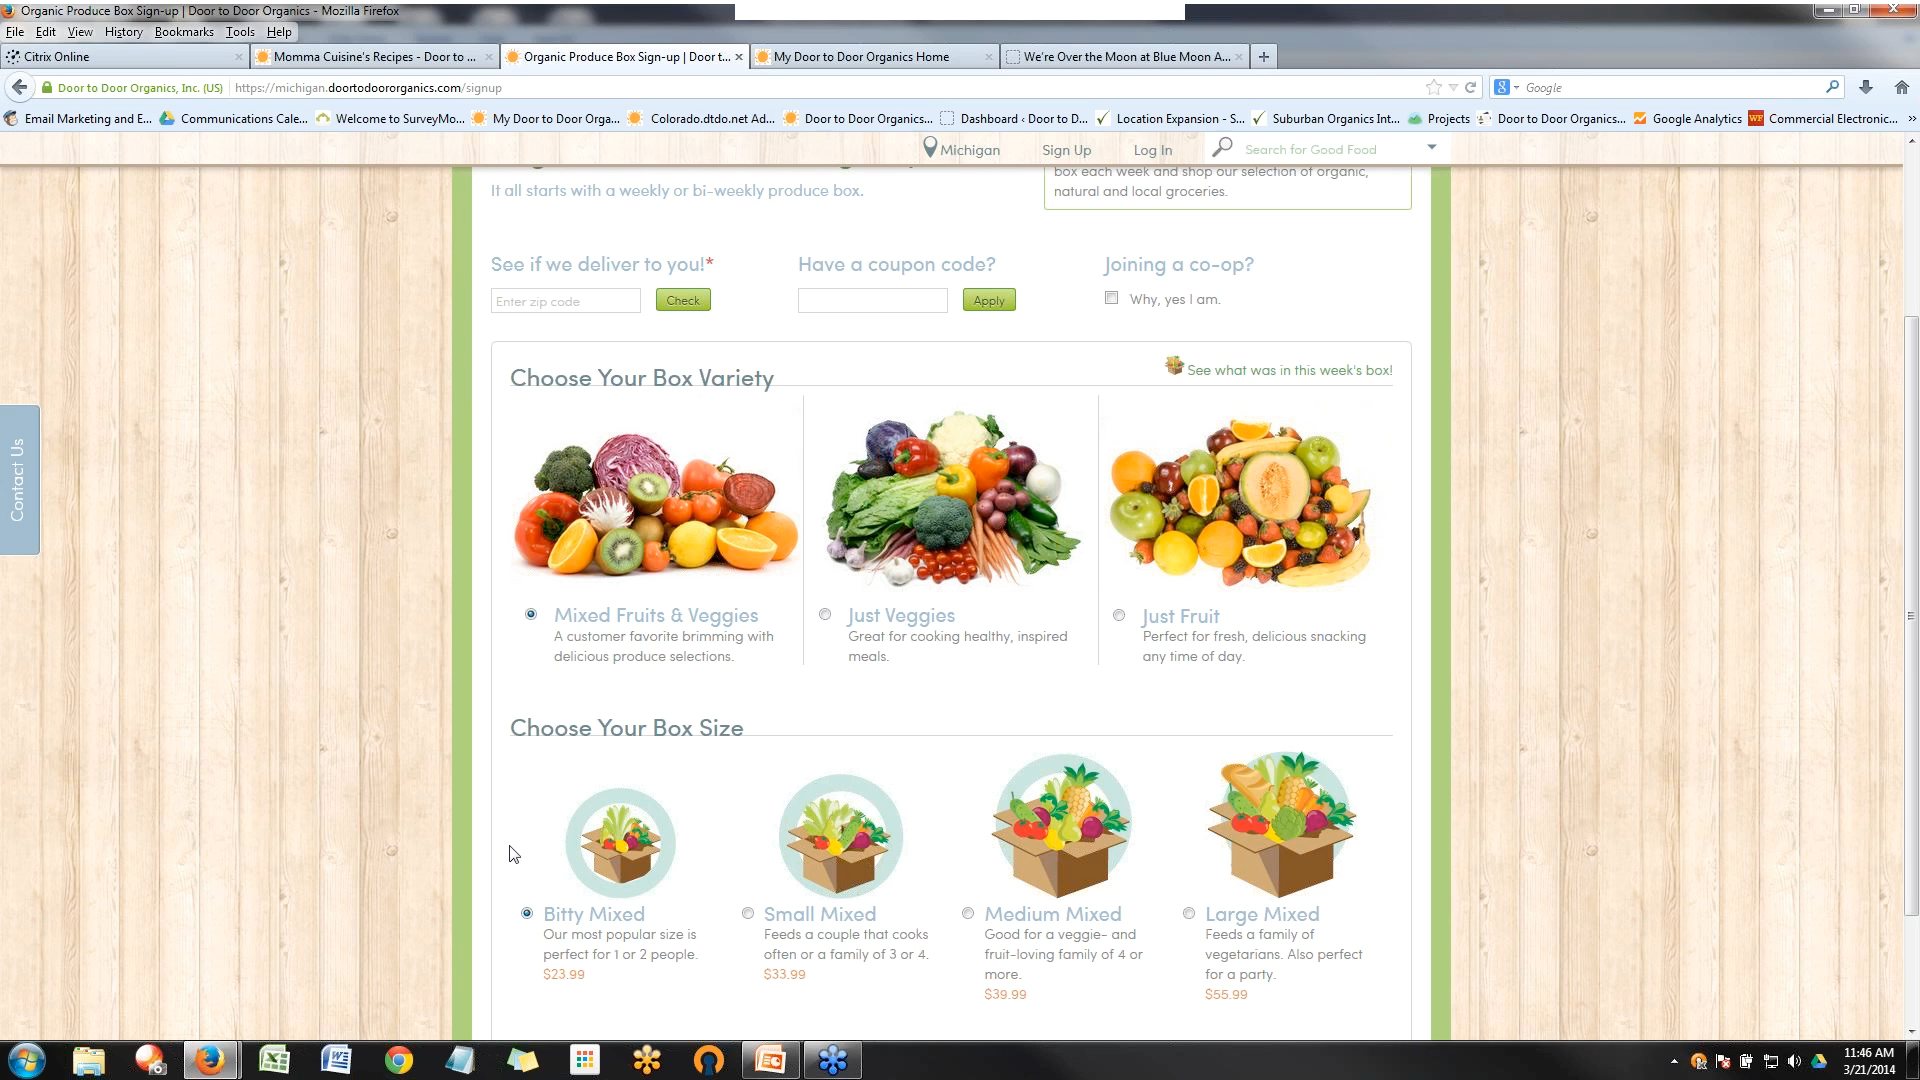 Organic Produce Box Sign-up | Door to Door Organics - Mozilla Firefox
File Edit View History Bookmarks Tools Help
Citrix Online
Momma Cuisine's Recipes - Door to ...
Organic Produce Box Sign-up | Door t...
My Door to Door Organics Home
We're Over the Moon at Blue Moon A...
Door to Door Organics, Inc. (US) https://michigan.doortodoororganics.com/signup
Google
Email Marketing and E... Communications Cale... Welcome to SurveyMo... My Door to Door Orga... Colorado.dtdo.net Ad... Door to Door Organics... Dashboard ‹ Door to D... Location Expansion - S... Suburban Organics Int... Projects Door to Door Organics... Google Analytics WF Commercial Electronic... »
Michigan Sign Up Log In Search for Good Food
box each week and shop our selection of organic,
natural and local groceries.
It all starts with a weekly or bi-weekly produce box.
See if we deliver to you!*
Enter zip code Check
Have a coupon code?
Apply
Joining a co-op?
Why, yes I am.
Contact Us
Choose Your Box Variety
See what was in this week's box!
Mixed Fruits & Veggies
A customer favorite brimming with
delicious produce selections.
Just Veggies
Great for cooking healthy, inspired
meals.
Just Fruit
Perfect for fresh, delicious snacking
any time of day.
Choose Your Box Size
Bitty Mixed
Our most popular size is
perfect for 1 or 2 people.
$23.99
Small Mixed
Feeds a couple that cooks
often or a family of 3 or 4.
$33.99
Medium Mixed
Good for a veggie- and
fruit-loving family of 4 or
more.
$39.99
Large Mixed
Feeds a family of
vegetarians. Also perfect
for a party.
$55.99
11:46 AM
3/21/2014